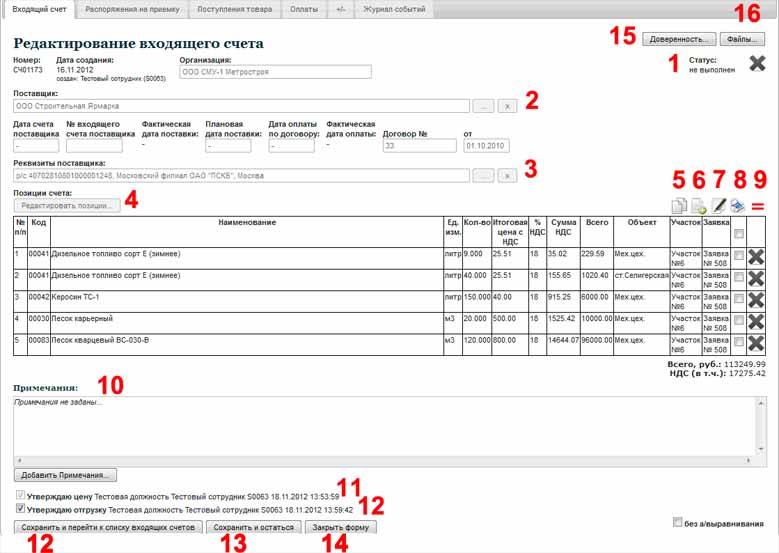 Входящий счет Распоряжения на приемку Поступления товара Оплаты +/- Журнал событий 16
Редактирование входящего счета 15 Доверенность... Файлы...
Номер: Дата создания: Организация: 1 Статус:
СЧ01173 16.11.2012 ООО СМУ-1 Метрострой не выполнен
создан: Тестовый сотрудник (S0063)
Поставщик:
ООО Строительная Ярмарка ... x 2
Дата счета поставщика № входящего счета поставщика Фактическая дата поставки: Плановая дата поставки: Дата оплаты по договору: Фактическая дата оплаты: Договор № от
- - - - - 33 01.10.2010
Реквизиты поставщика:
р/с 40702810801000001248, Московский филиал ОАО "ПСКБ", Москва ... x 3
Позиции счета: 5 6 7 8 9
Редактировать позиции... 4
№ п/п Код Наименование Ед. изм. Кол-во Итоговая цена с НДС % НДС Сумма НДС Всего Объект Участок Заявка
1 00041 Дизельное топливо сорт Е (зимнее) литр 9.000 25.51 18 35.02 229.59 Мех.цех. Участок №6 Заявка № 508
2 00041 Дизельное топливо сорт Е (зимнее) литр 40.000 25.51 18 155.65 1020.40 ст.Селигерская Участок №6 Заявка № 508
3 00042 Керосин ТС-1 литр 150.000 40.00 18 915.25 6000.00 Мех.цех. Участок №6 Заявка № 508
4 00030 Песок карьерный м3 20.000 500.00 18 1525.42 10000.00 Мех.цех. Участок №6 Заявка № 508
5 00083 Песок кварцевый ВС-030-В м3 120.000 800.00 18 14644.07 96000.00 Мех.цех. Участок №6 Заявка № 508
Всего, руб.: 113249.99
НДС (в т.ч.): 17275.42
Примечания: 10
Примечания не заданы...
Добавить Примечания...
Утверждаю цену Тестовая должность Тестовый сотрудник S0063 18.11.2012 13:53:59 11
Утверждаю отгрузку Тестовая должность Тестовый сотрудник S0063 18.11.2012 13:59:42 12
Сохранить и перейти к списку входящих счетов Сохранить и остаться Закрыть форму без а/выравнивания
12 13 14